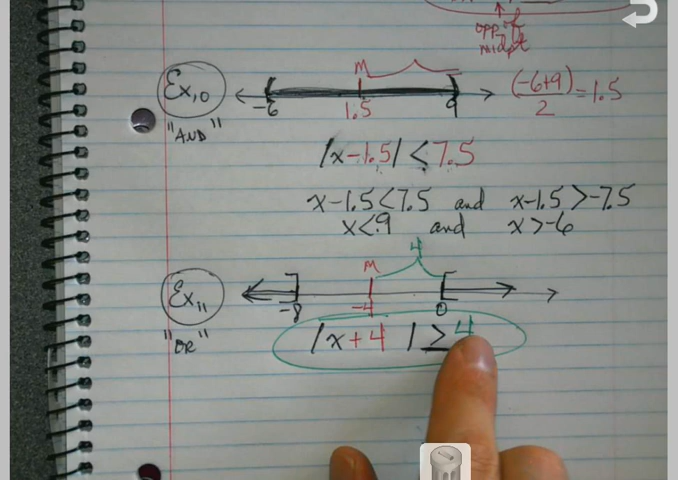 opp of
midpt
Ex,10 M (-6+9)/2 = 1.5
-6 1.5 9
"AND"
|x-1.5| < 7.5
x-1.5<7.5 and x-1.5>-7.5
x<9 and x>-6
4
Ex,11 M
-8 -4 0
"OR" |x+4| ≥ 4